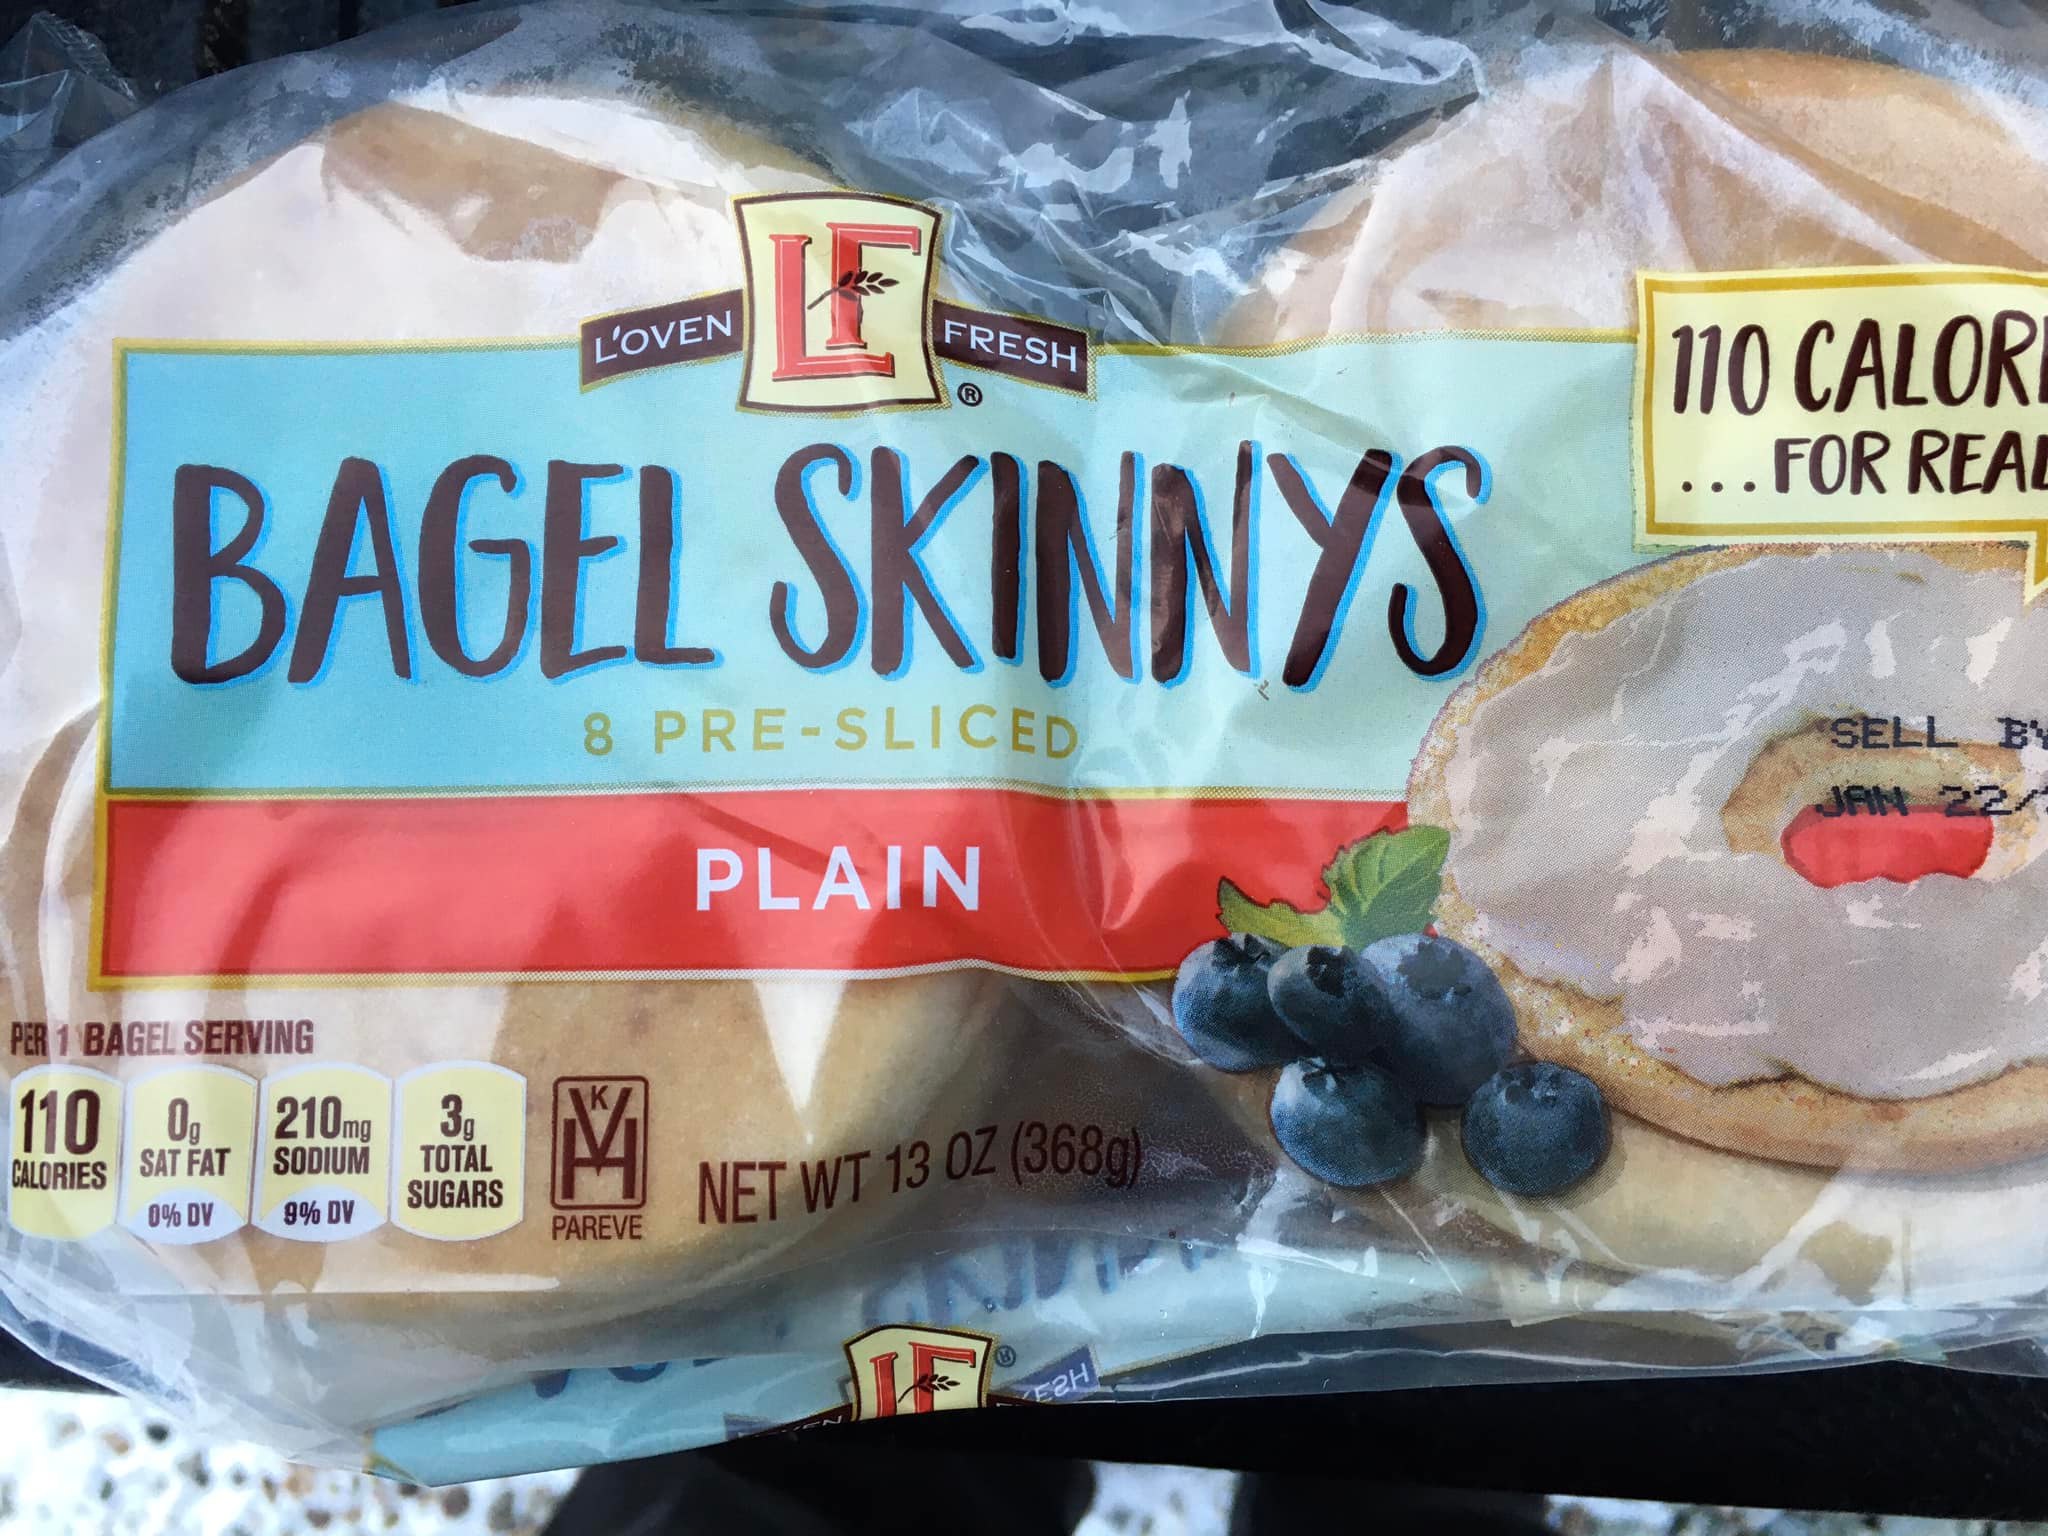 L'OVEN LF FRESH
®
110 CALORI
...FOR REAL
BAGEL SKINNYS
8 PRE-SLICED
SELL BY
JAN 22/
PLAIN
PER 1 BAGEL SERVING
110
CALORIES
0g
SAT FAT
0% DV
210mg
SODIUM
9% DV
3g
TOTAL
SUGARS
K
VH
PAREVE
NET WT 13 OZ (368g)
LF ®